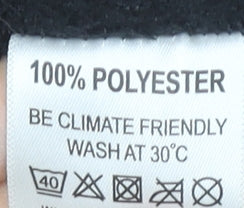 100% POLYESTER
BE CLIMATE FRIENDLY
WASH AT 30°C
40